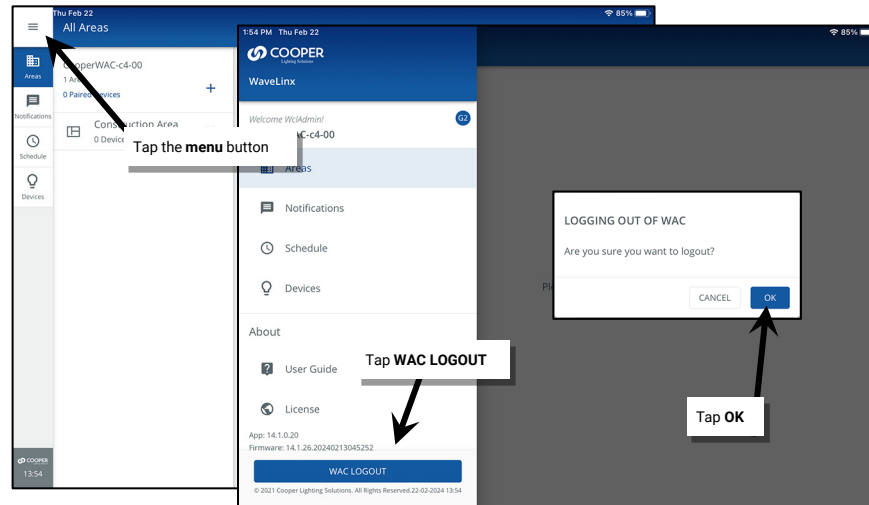 Thu Feb 22
85%
All Areas
Areas
Notifications
Schedule
Devices
COOPER
13:54
CooperWAC-c4-00
0 Paired Devices
Construction Area
Tap the menu button
1:54 PM Thu Feb 22
85%
COOPER
Lighting Solutions
WaveLinx
Welcome WclAdmin!
G2
C-c4-00
Areas
Notifications
Schedule
Devices
About
User Guide
License
App: 14.1.0.20
Firmware: 14.1.26.20240213045252
WAC LOGOUT
© 2021 Cooper Lighting Solutions. All Rights Reserved.22-02-2024 13:54
Tap WAC LOGOUT
LOGGING OUT OF WAC
Are you sure you want to logout?
CANCEL
OK
Tap OK